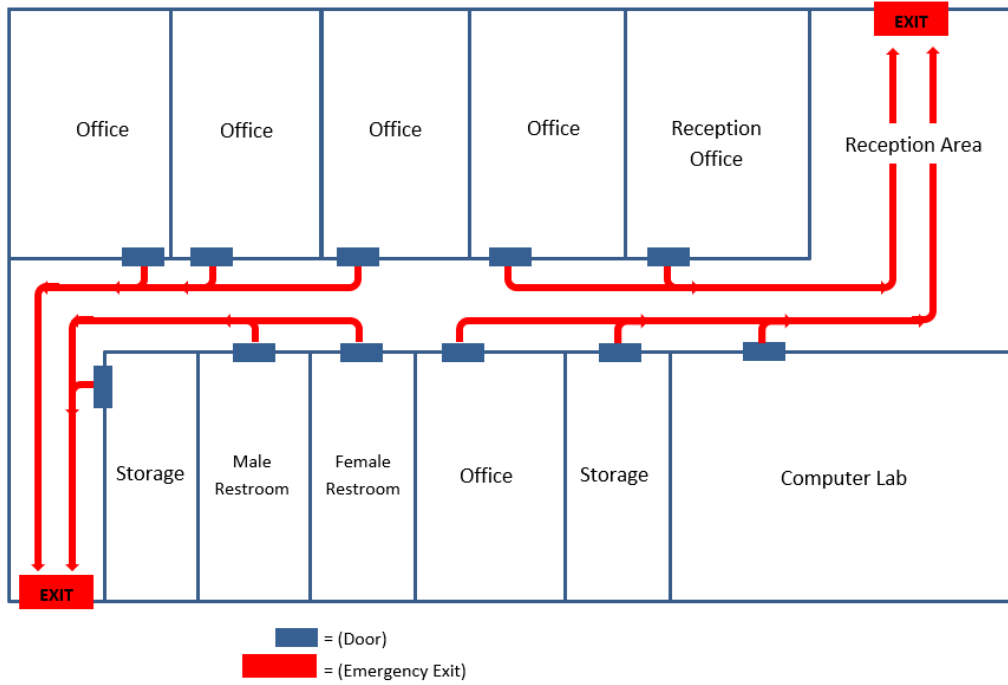 EXIT
Office
Office
Office
Office
Reception
Office
Reception Area
Storage
Male
Restroom
Female
Restroom
Office
Storage
Computer Lab
EXIT
= (Door)
= (Emergency Exit)